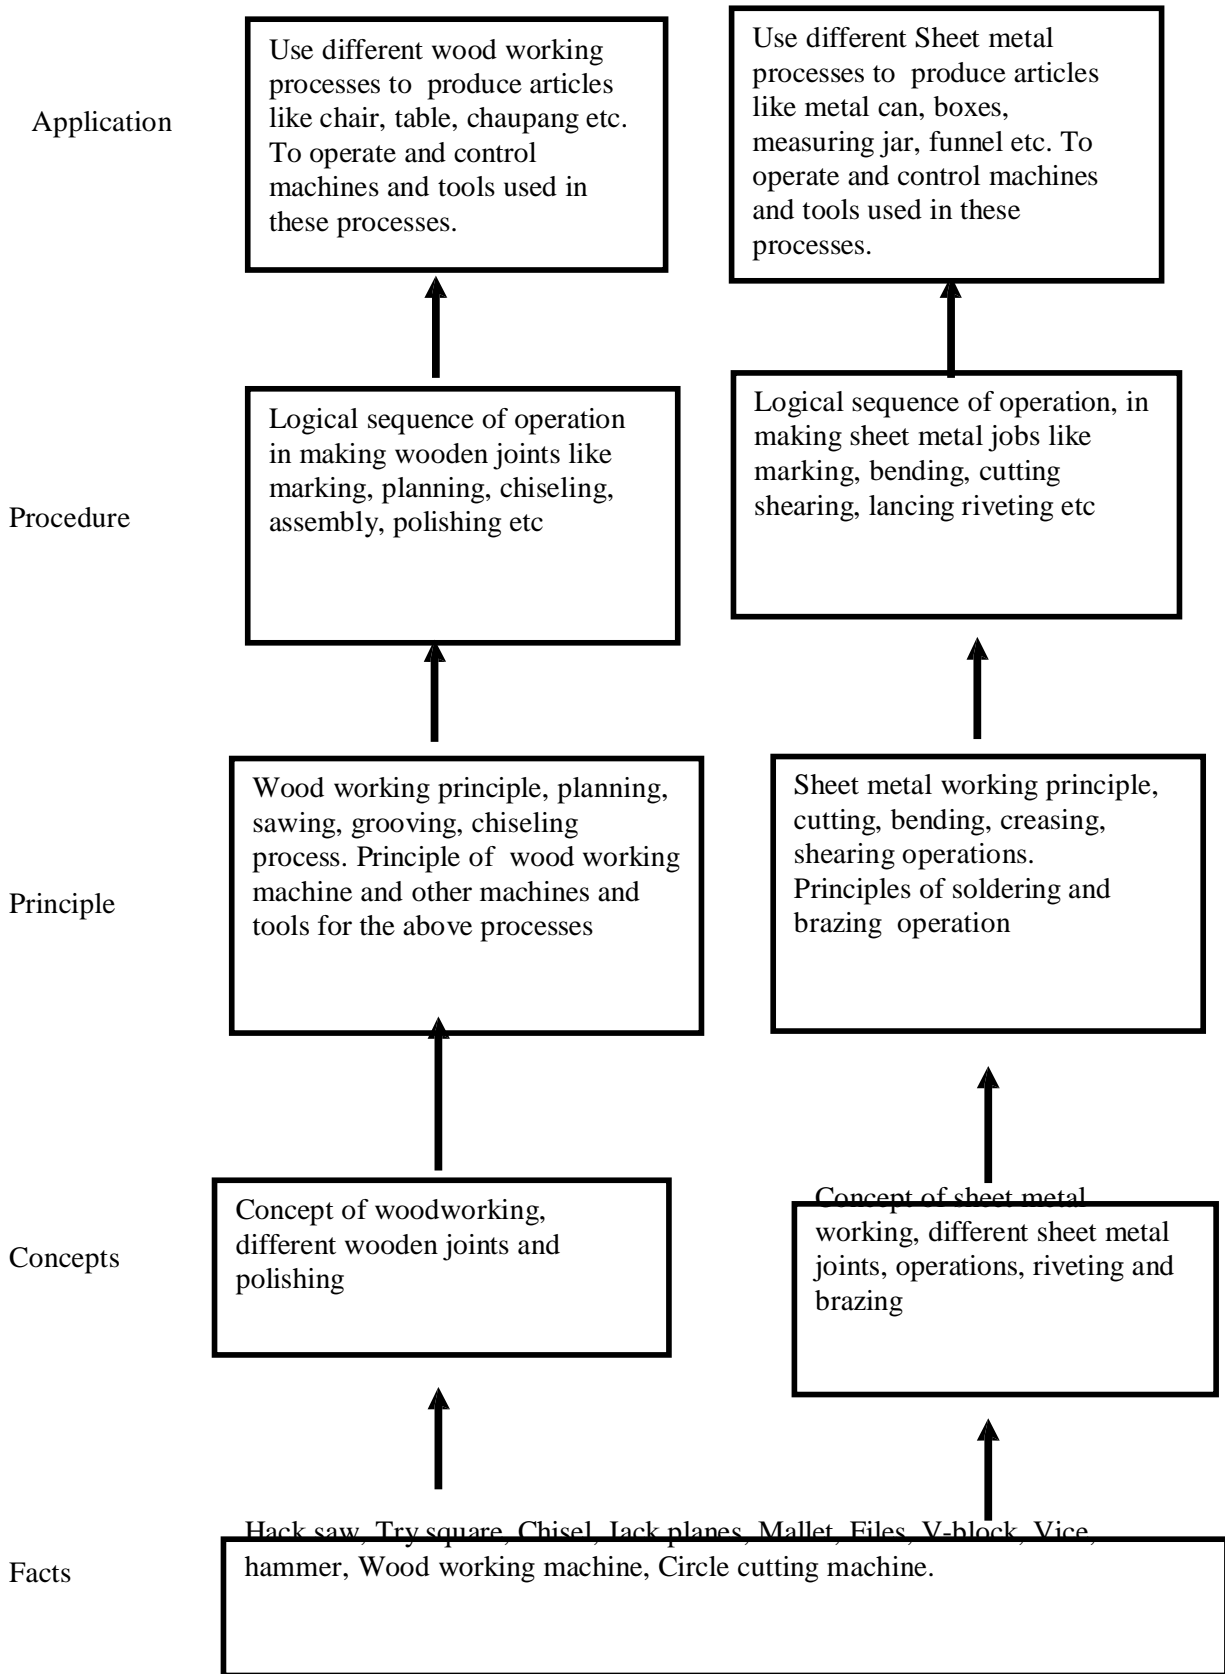 Application
Use different wood working
processes to produce articles
like chair, table, chaupang etc.
To operate and control
machines and tools used in
these processes.
Use different Sheet metal
processes to produce articles
like metal can, boxes,
measuring jar, funnel etc. To
operate and control machines
and tools used in these
processes.
Procedure
Logical sequence of operation
in making wooden joints like
marking, planning, chiseling,
assembly, polishing etc
Logical sequence of operation, in
making sheet metal jobs like
marking, bending, cutting
shearing, lancing riveting etc
Principle
Wood working principle, planning,
sawing, grooving, chiseling
process. Principle of wood working
machine and other machines and
tools for the above processes
Sheet metal working principle,
cutting, bending, creasing,
shearing operations.
Principles of soldering and
brazing operation
Concepts
Concept of woodworking,
different wooden joints and
polishing
Concept of sheet metal
working, different sheet metal
joints, operations, riveting and
brazing
Facts
Hack saw, Try square, Chisel, Jack planes, Mallet, Files, V-block, Vice,
hammer, Wood working machine, Circle cutting machine.